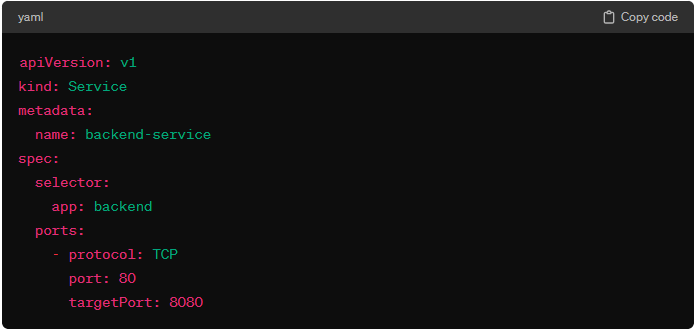 yaml
Copy code
apiVersion: v1
kind: Service
metadata:
  name: backend-service
spec:
  selector:
    app: backend
  ports:
    - protocol: TCP
      port: 80
      targetPort: 8080